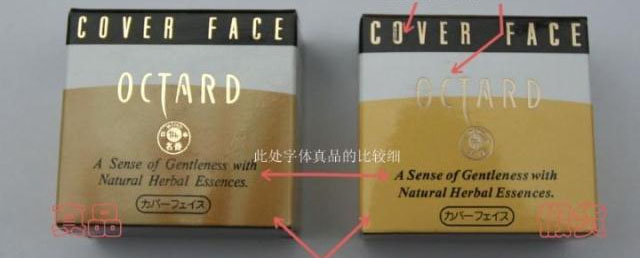 COVER FACE
OCTARD
A Sense of Gentleness with
Natural Herbal Essences.
カバーフェイス
真品
此处字体真品的比较细
COVER FACE
OCTARD
A Sense of Gentleness with
Natural Herbal Essences.
カバーフェイス